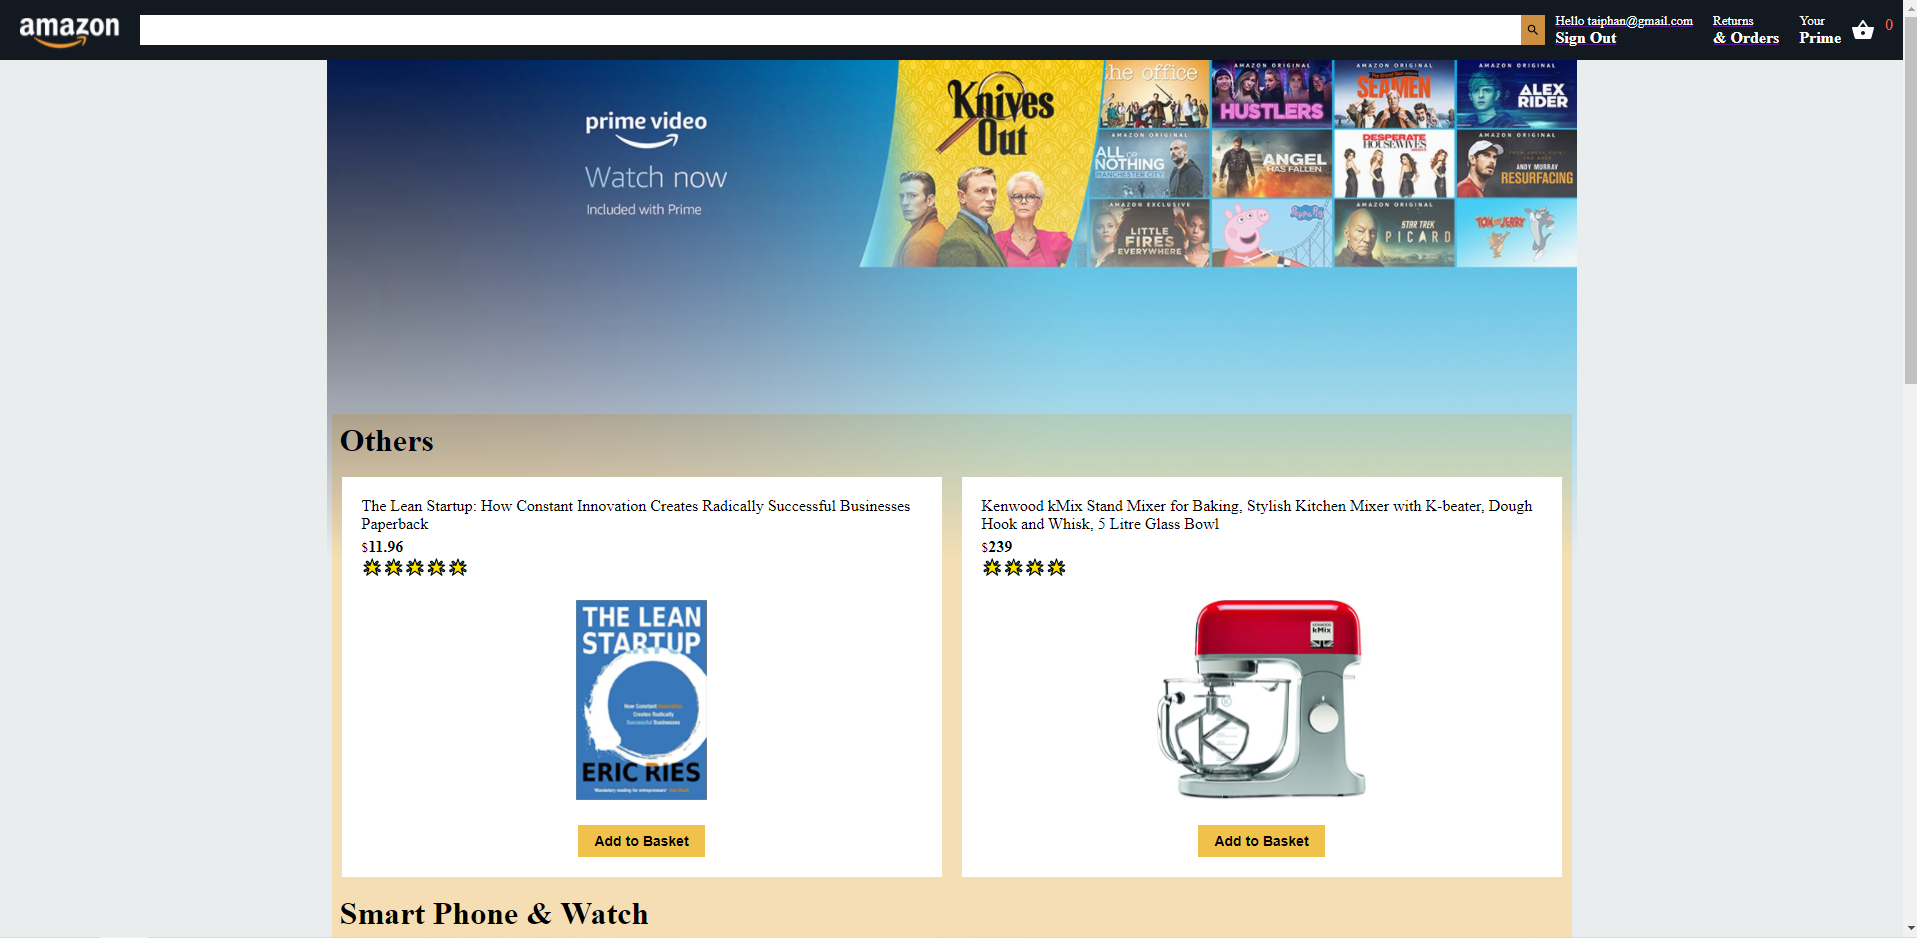 amazon
Hello taiphan@gmail.com
Sign Out
Returns
& Orders
Your
Prime
0
prime video
Watch now
Included with Prime
Knives
Out
the office
AMAZON ORIGINAL
HUSTLERS
AMAZON ORIGINAL
SEAMEN
AMAZON ORIGINAL
ALEX
RIDER
AMAZON ORIGINAL
ALL OR
NOTHING
MANCHESTER CITY
ANGEL
HAS FALLEN
DESPERATE
HOUSEWIVES
AMAZON ORIGINAL
ANDY MURRAY
RESURFACING
AMAZON EXCLUSIVE
LITTLE
FIRES
EVERYWHERE
Peppa Pig
AMAZON ORIGINAL
STAR TREK
PICARD
TOM AND JERRY
Others
The Lean Startup: How Constant Innovation Creates Radically Successful Businesses
Paperback
$11.96
THE LEAN
STARTUP
How Constant Innovation
Creates Radically
Successful Businesses
ERIC RIES
'Mandatory reading for entrepreneurs'
Add to Basket
Kenwood kMix Stand Mixer for Baking, Stylish Kitchen Mixer with K-beater, Dough
Hook and Whisk, 5 Litre Glass Bowl
$239
KENWOOD
kMix
K
Add to Basket
Smart Phone & Watch